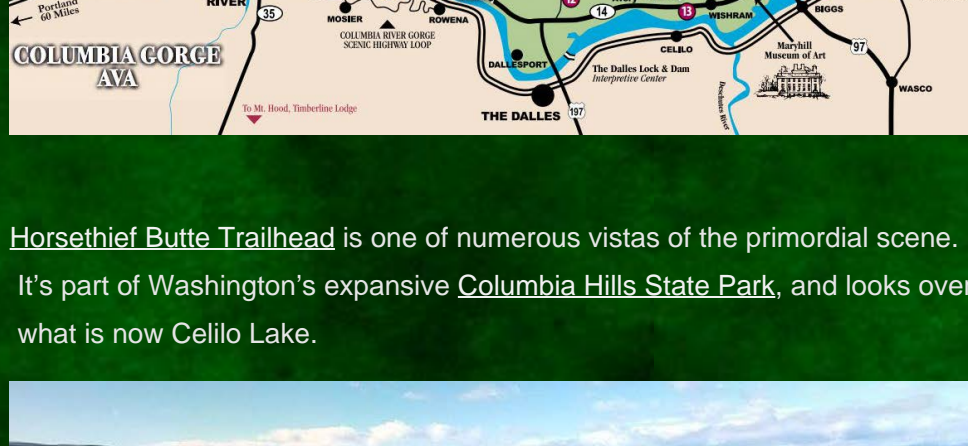 Portland
60 Miles
RIVER
35
MOSIER
ROWENA
COLUMBIA RIVER GORGE
SCENIC HIGHWAY LOOP
COLUMBIA GORGE
AVA
To Mt. Hood, Timberline Lodge
DALLESPORT
THE DALLES
197
12
14
13
WISHRAM
BIGGS
CELILO
The Dalles Lock & Dam
Interpretive Center
Maryhill
Museum of Art
97
WASCO
Deschutes River
Horsethief Butte Trailhead is one of numerous vistas of the primordial scene.
It’s part of Washington’s expansive Columbia Hills State Park, and looks over
what is now Celilo Lake.